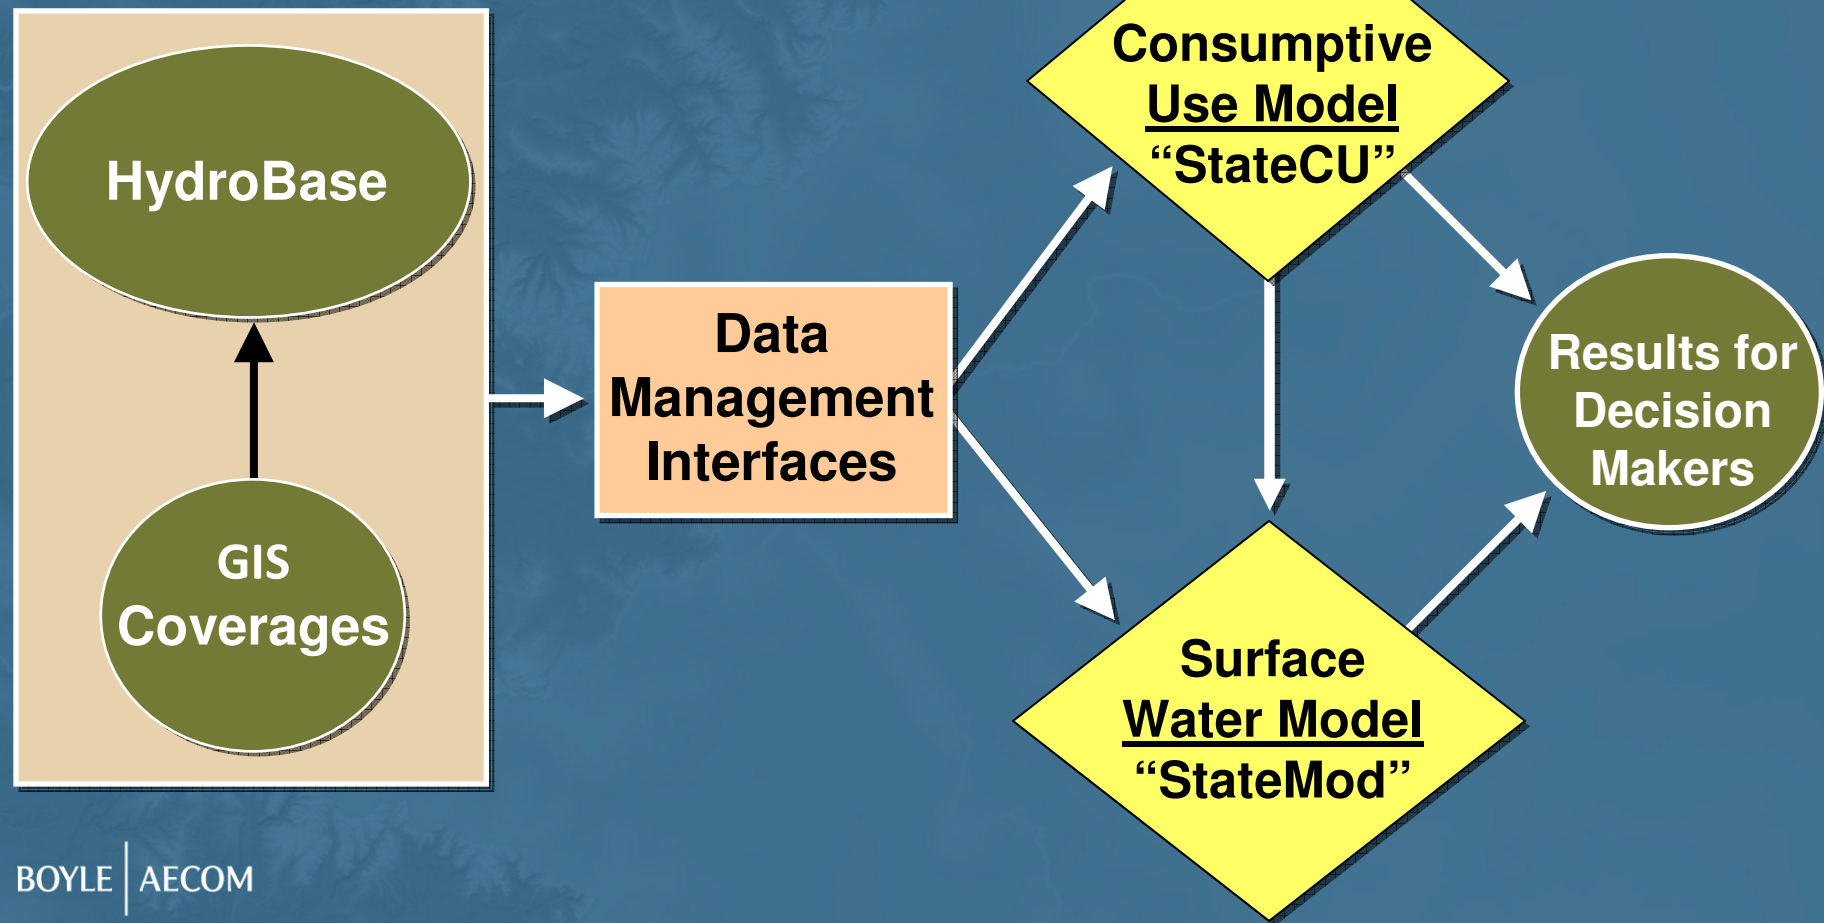 HydroBase
GIS
Coverages
Data
Management
Interfaces
Consumptive
Use Model
“StateCU”
Surface
Water Model
“StateMod”
Results for
Decision
Makers
BOYLE | AECOM